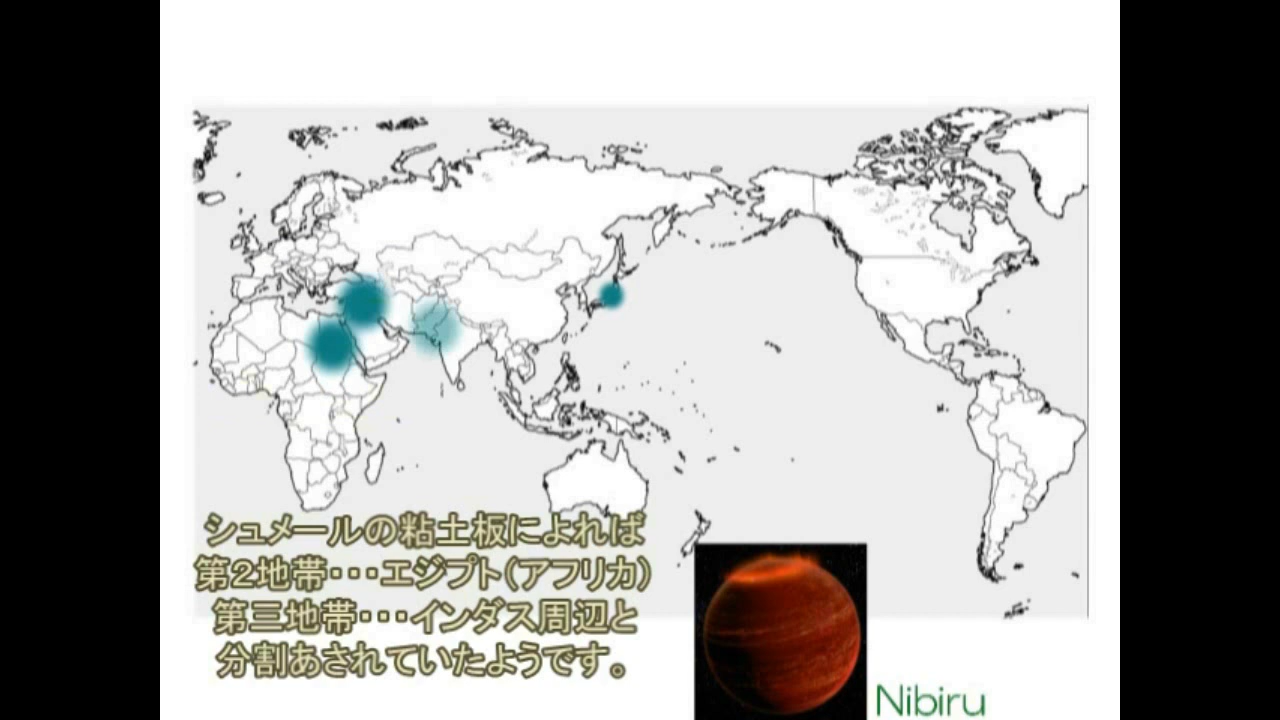 シュメールの粘土板によれば
第2地帯・・・エジプト(アフリカ)
第三地帯・・・インダス周辺と
分割あされていたようです。
Nibiru